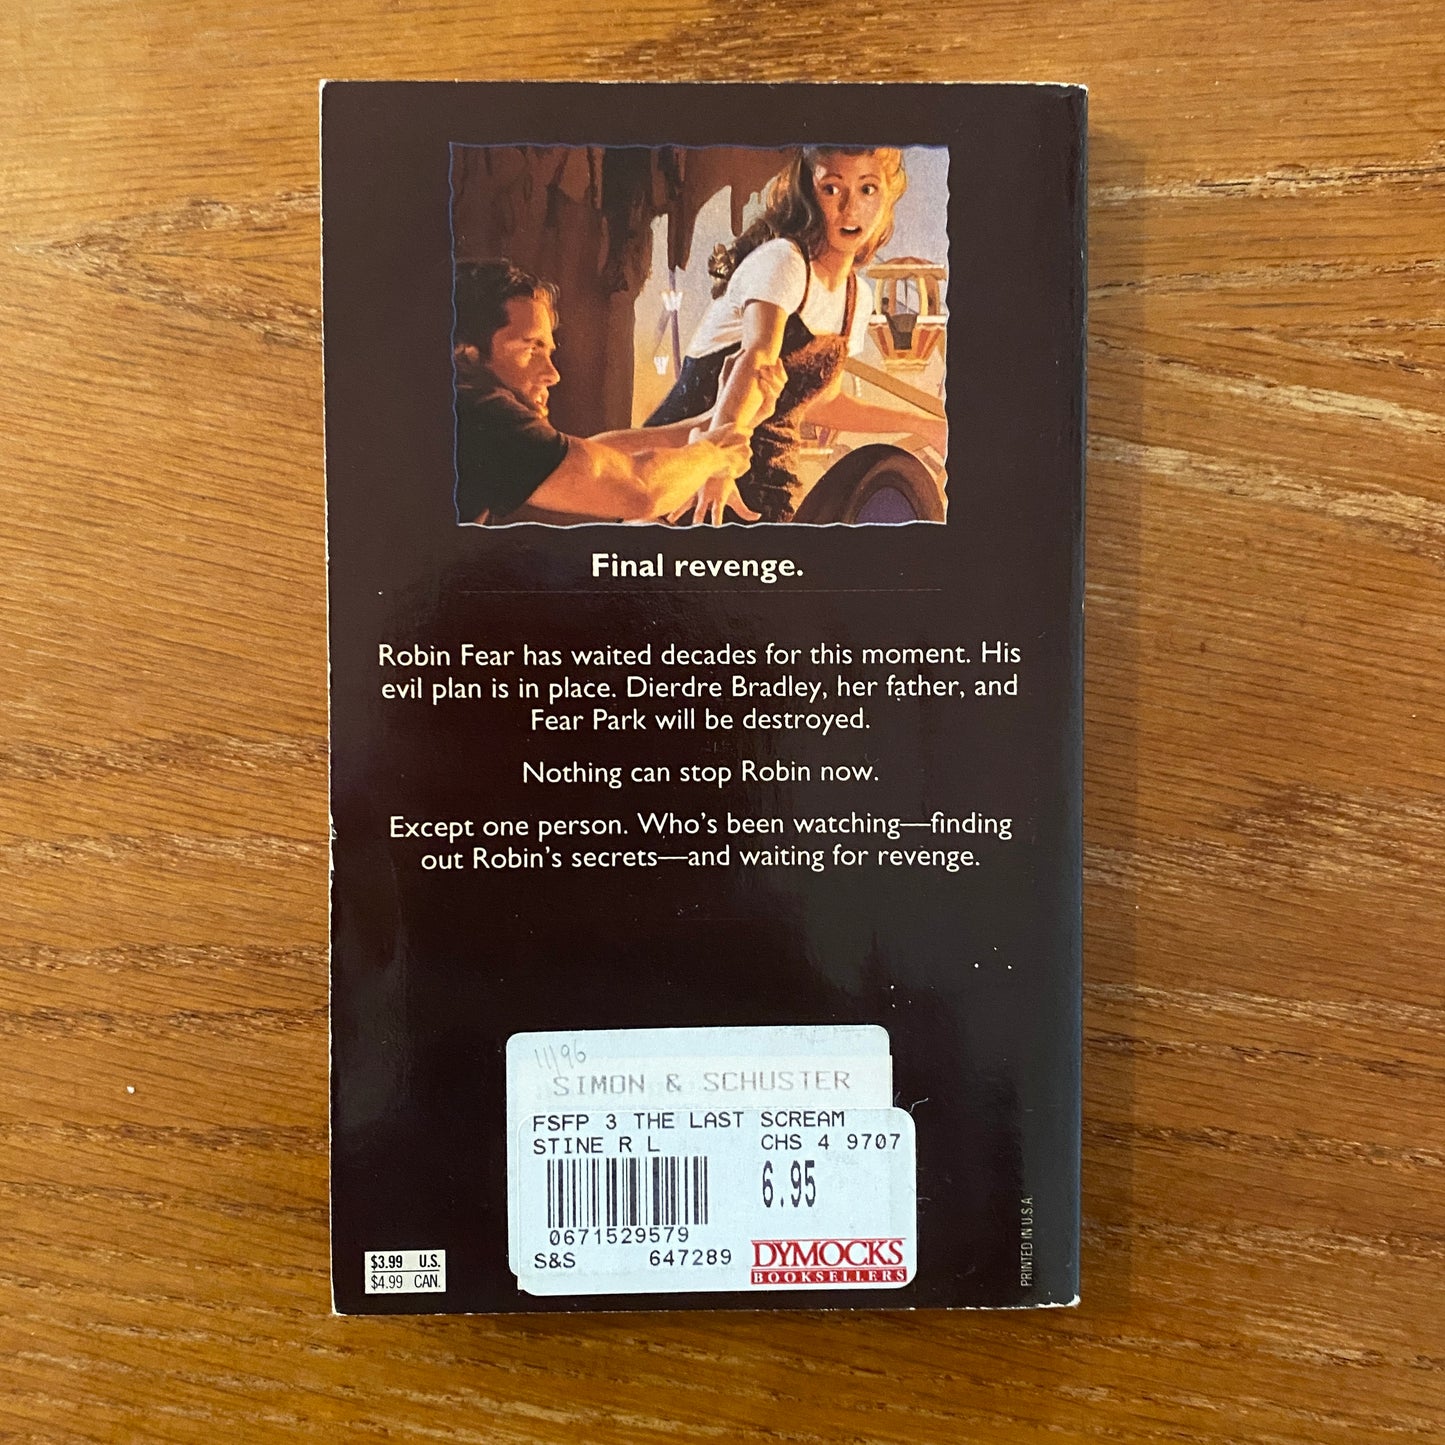 Final revenge.
Robin Fear has waited decades for this moment. His
evil plan is in place. Dierdre Bradley, her father, and
Fear Park will be destroyed.
Nothing can stop Robin now.
Except one person. Who's been watching—finding
out Robin's secrets—and waiting for revenge.
11/96
SIMON & SCHUSTER
FSFP 3 THE LAST SCREAM
STINE R L CHS 4 9707
6.95
0671529579
S&S 647289
DYMOCKS
BOOKSELLERS
$3.99 U.S.
$4.99 CAN.
PRINTED IN U.S.A.